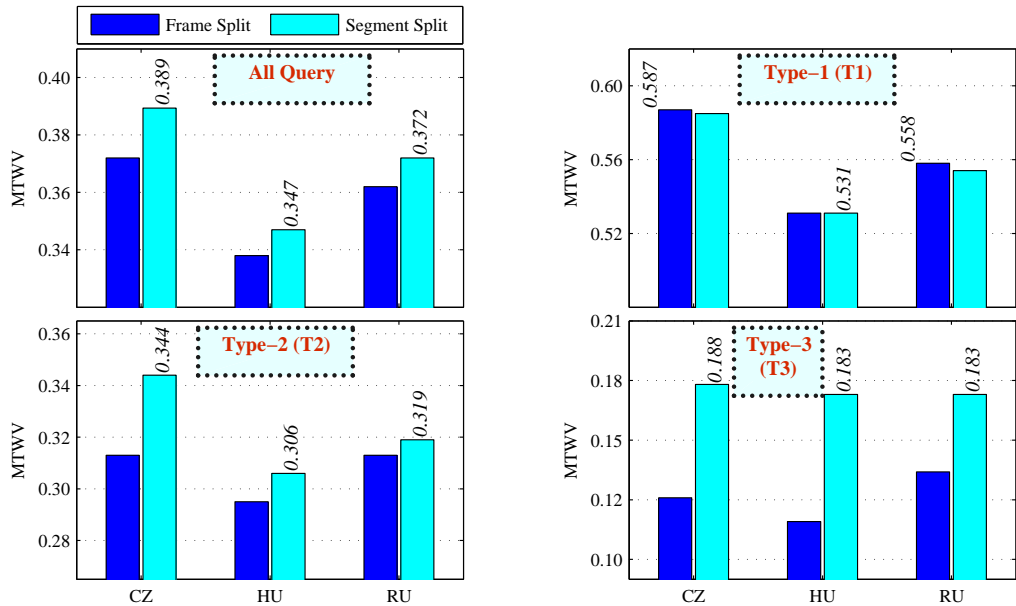 Frame Split Segment Split
All Query
MTWV
0.40
0.38
0.36
0.34
0.389
0.347
0.372
Type−1 (T1)
MTWV
0.60
0.56
0.52
0.587
0.531
0.558
Type−2 (T2)
MTWV
0.36
0.34
0.32
0.30
0.28
0.344
0.306
0.319
CZ HU RU
Type−3
(T3)
MTWV
0.21
0.18
0.15
0.12
0.10
0.188
0.183
0.183
CZ HU RU